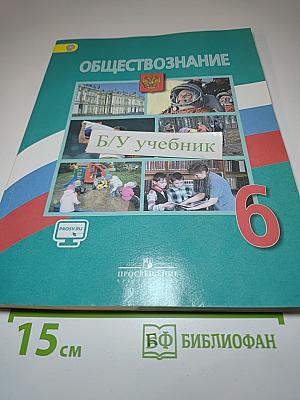 ОБЩЕСТВОЗНАНИЕ
Б/У учебник
6
PROSV.RU
ПРОСВЕЩЕНИЕ
15 см
БФ БИБЛИОФАН